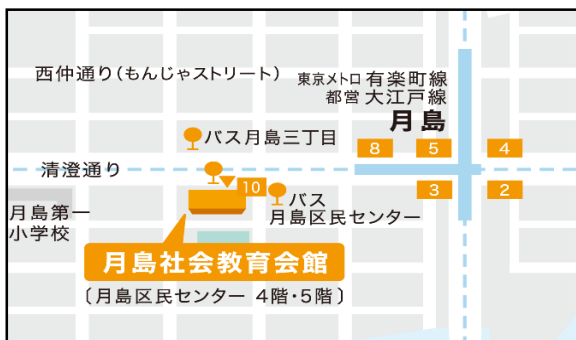 西仲通り（もんじゃストリート）
東京メトロ 有楽町線
都営 大江戸線
月島
バス月島三丁目
8
5
4
清澄通り
10
3
2
バス
月島区民センター
月島第一
小学校
月島社会教育会館
〔月島区民センター 4階・5階〕